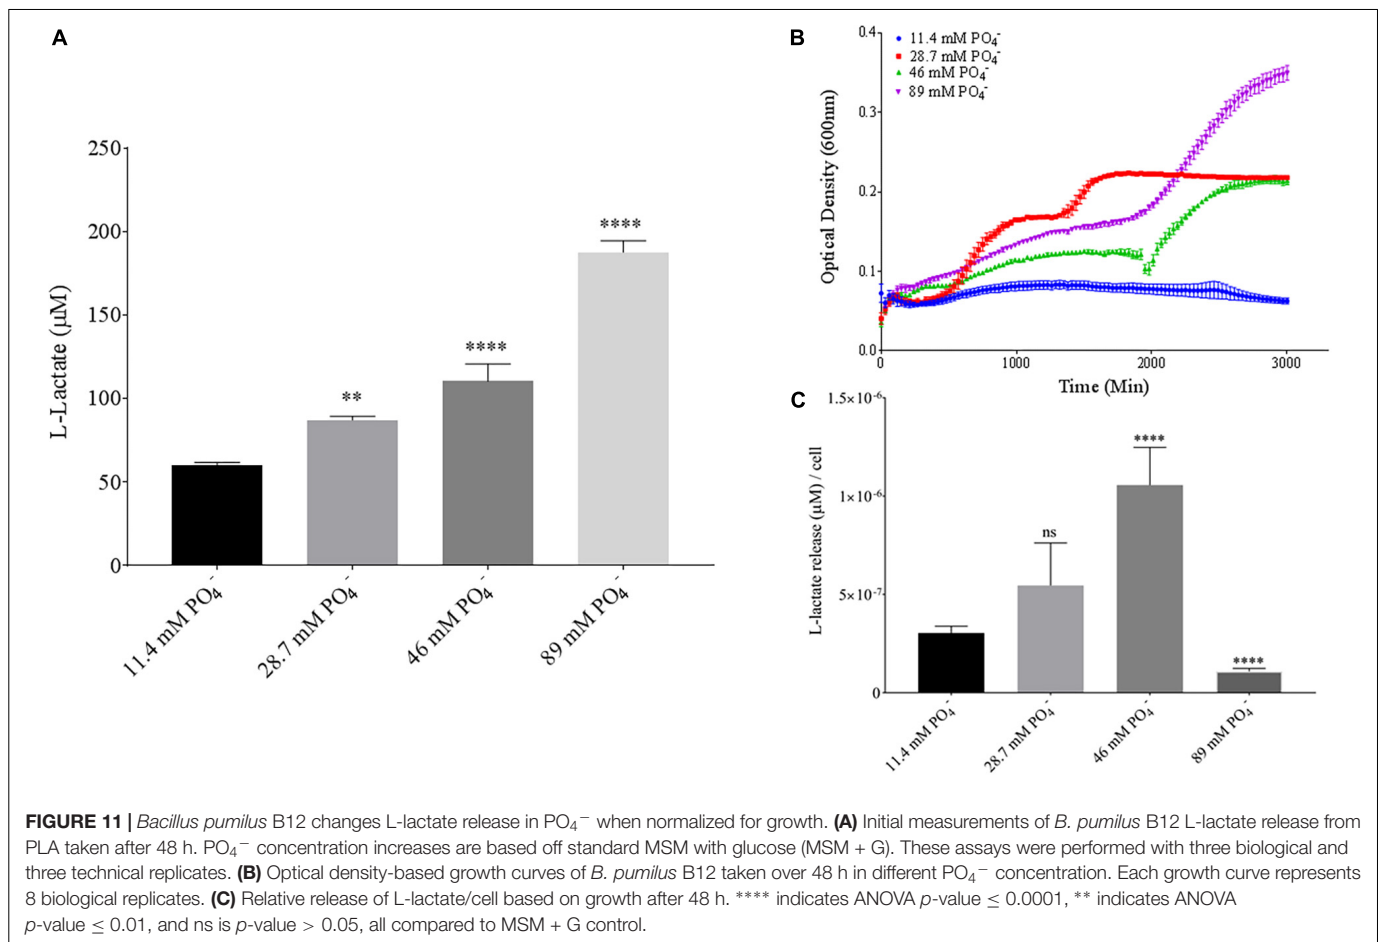 A
250
200
150
100
50
0
L-Lactate (µM)
**
****
****
11.4 mM PO₄⁻
28.7 mM PO₄⁻
46 mM PO₄⁻
89 mM PO₄⁻
B
0.4
0.3
0.2
0.1
0.0
Optical Density (600nm)
11.4 mM PO₄⁻
28.7 mM PO₄⁻
46 mM PO₄⁻
89 mM PO₄⁻
0
1000
2000
3000
Time (Min)
C
1.5×10⁻⁶
1×10⁻⁶
5×10⁻⁷
0
L-lactate release (µM) / cell
ns
****
****
11.4 mM PO₄⁻
28.7 mM PO₄⁻
46 mM PO₄⁻
89 mM PO₄⁻
FIGURE 11 | Bacillus pumilus B12 changes L-lactate release in PO₄⁻ when normalized for growth. (A) Initial measurements of B. pumilus B12 L-lactate release from
PLA taken after 48 h. PO₄⁻ concentration increases are based off standard MSM with glucose (MSM + G). These assays were performed with three biological and
three technical replicates. (B) Optical density-based growth curves of B. pumilus B12 taken over 48 h in different PO₄⁻ concentration. Each growth curve represents
8 biological replicates. (C) Relative release of L-lactate/cell based on growth after 48 h. **** indicates ANOVA p-value ≤ 0.0001, ** indicates ANOVA
p-value ≤ 0.01, and ns is p-value > 0.05, all compared to MSM + G control.